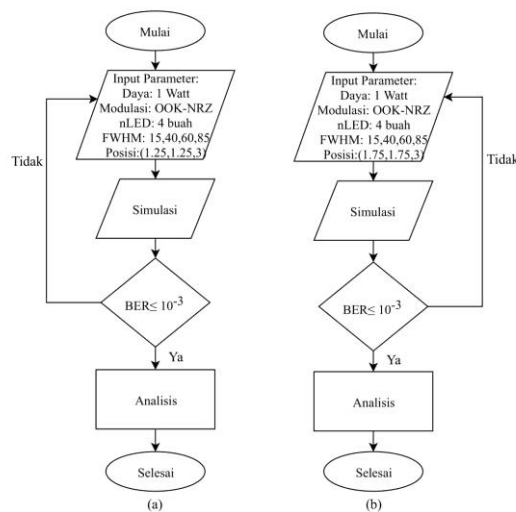 Mulai
Input Parameter:
Daya: 1 Watt
Modulasi: OOK-NRZ
nLED: 4 buah
FWHM: 15,40,60,85
Posisi:(1.25,1.25,3)
Tidak
Simulasi
BER≤ 10-3
Ya
Analisis
Selesai
(a)
Mulai
Input Parameter:
Daya: 1 Watt
Modulasi: OOK-NRZ
nLED: 4 buah
FWHM: 15,40,60,85
Posisi:(1.75,1.75,3)
Tidak
Simulasi
BER≤ 10-3
Ya
Analisis
Selesai
(b)